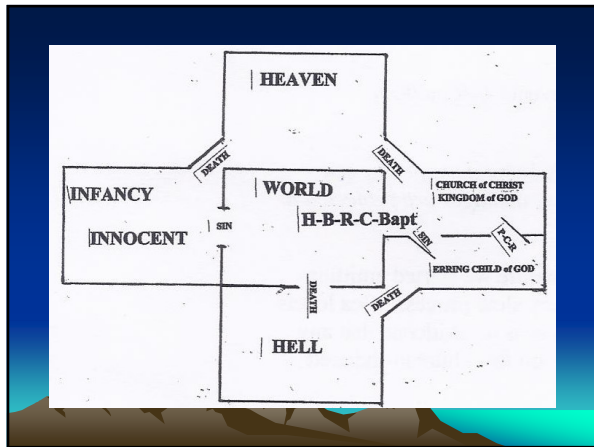 HEAVEN
DEATH
DEATH
INFANCY
INNOCENT
SIN
WORLD
H-B-R-C-Bapt
CHURCH of CHRIST
KINGDOM of GOD
SIN
P-C-R
ERRING CHILD of GOD
DEATH
DEATH
HELL